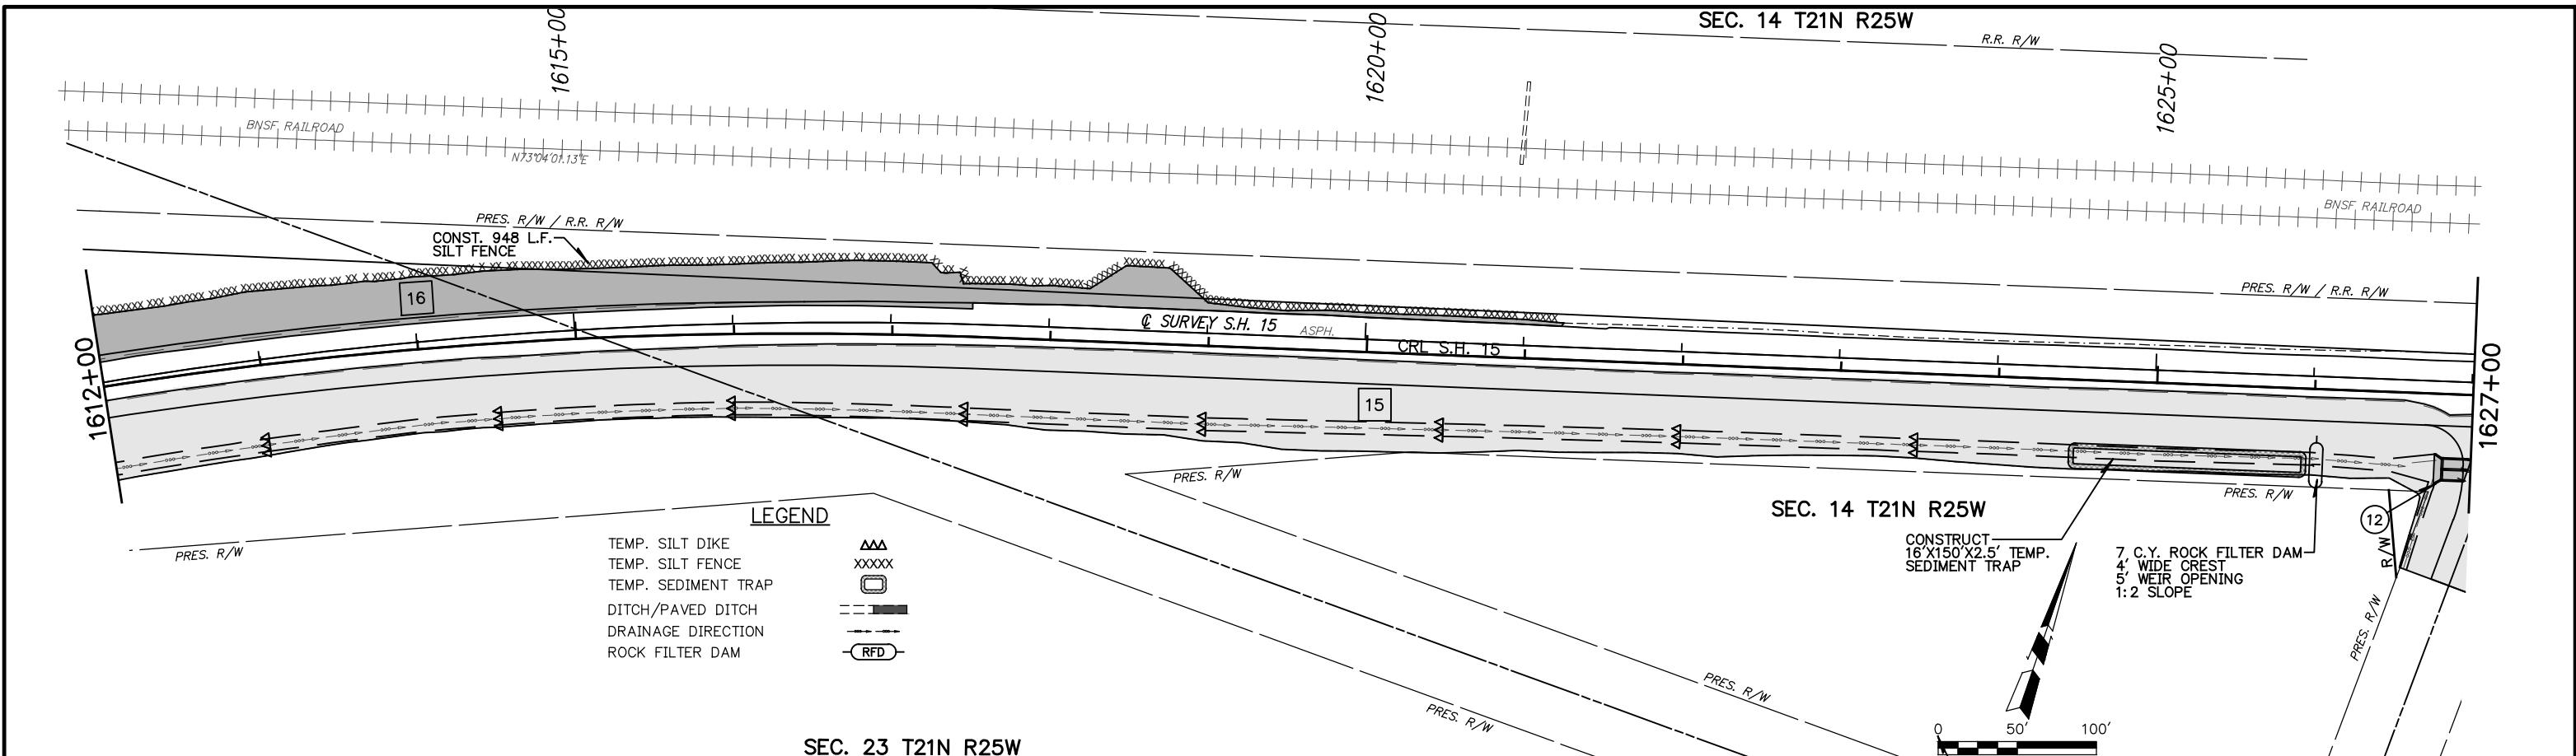 SEC. 14 T21N R25W
R.R. R/W
1615+00
1620+00
1625+00
BNSF RAILROAD
N73°04'01.13"E
BNSF RAILROAD
PRES. R/W / R.R. R/W
CONST. 948 L.F.
SILT FENCE
PRES. R/W / R.R. R/W
16
℄ SURVEY S.H. 15
ASPH.
CRL S.H. 15
1612+00
1627+00
15
PRES. R/W
PRES. R/W
PRES. R/W
SEC. 14 T21N R25W
12
R/W
CONSTRUCT
16'X150'X2.5' TEMP.
SEDIMENT TRAP
7 C.Y. ROCK FILTER DAM
4' WIDE CREST
5' WEIR OPENING
1:2 SLOPE
LEGEND
TEMP. SILT DIKE
TEMP. SILT FENCE XXXXX
TEMP. SEDIMENT TRAP
DITCH/PAVED DITCH
DRAINAGE DIRECTION
ROCK FILTER DAM RFD
PRES. R/W
PRES. R/W
PRES. R/W
0 50' 100'
SEC. 23 T21N R25W